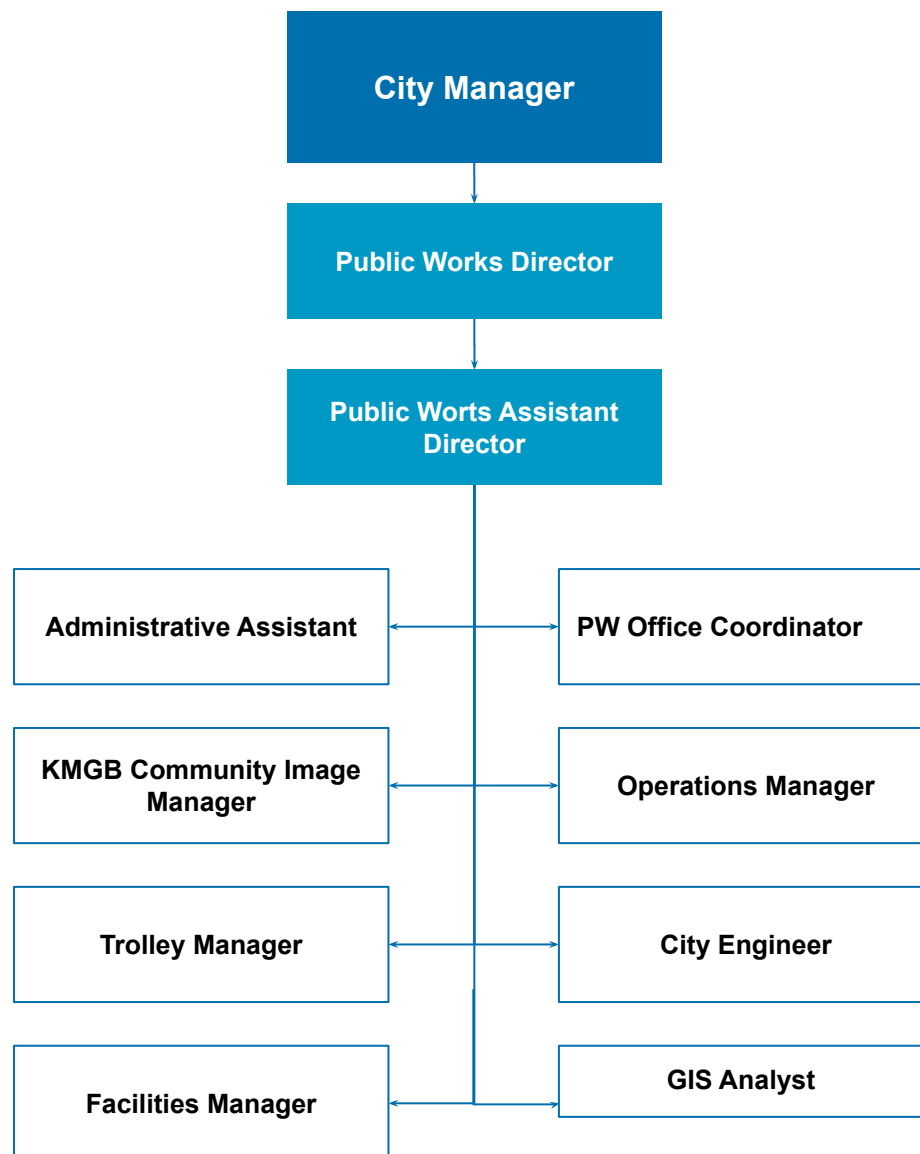 City Manager
Public Works Director
Public Worts Assistant
Director
Administrative Assistant
PW Office Coordinator
KMGB Community Image
Manager
Operations Manager
Trolley Manager
City Engineer
Facilities Manager
GIS Analyst